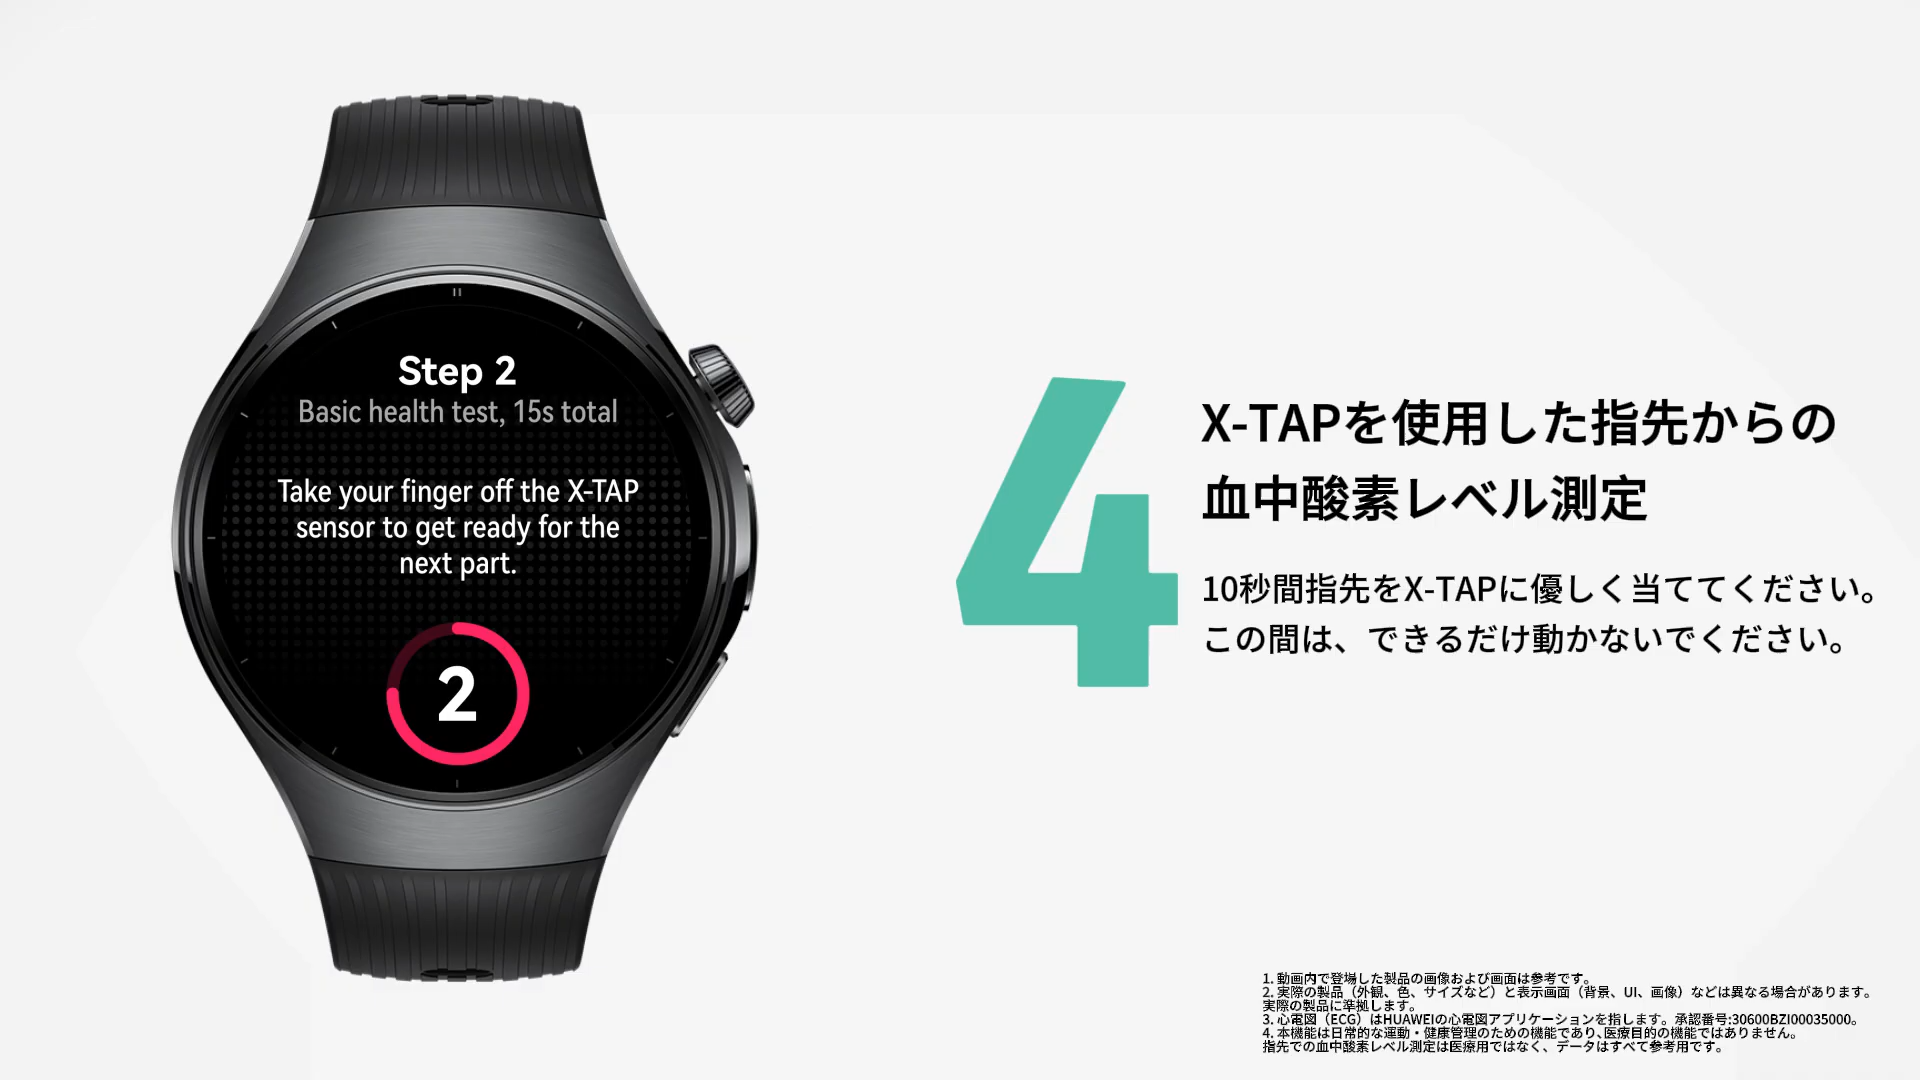 Step 2
Basic health test, 15s total
Take your finger off the X-TAP
sensor to get ready for the
next part.
2
4
X-TAPを使用した指先からの
血中酸素レベル測定
10秒間指先をX-TAPに優しく当ててください。
この間は、できるだけ動かないでください。
1. 動画内で登場した製品の画像および画面は参考です。
2. 実際の製品（外観、色、サイズなど）と表示画面（背景、UI、画像）などは異なる場合があります。
実際の製品に準拠します。
3. 心電図（ECG）はHUAWEIの心電図アプリケーションを指します。承認番号:30600BZI00035000。
4. 本機能は日常的な運動・健康管理のための機能であり、医療目的の機能ではありません。
指先での血中酸素レベル測定は医療用ではなく、データはすべて参考用です。